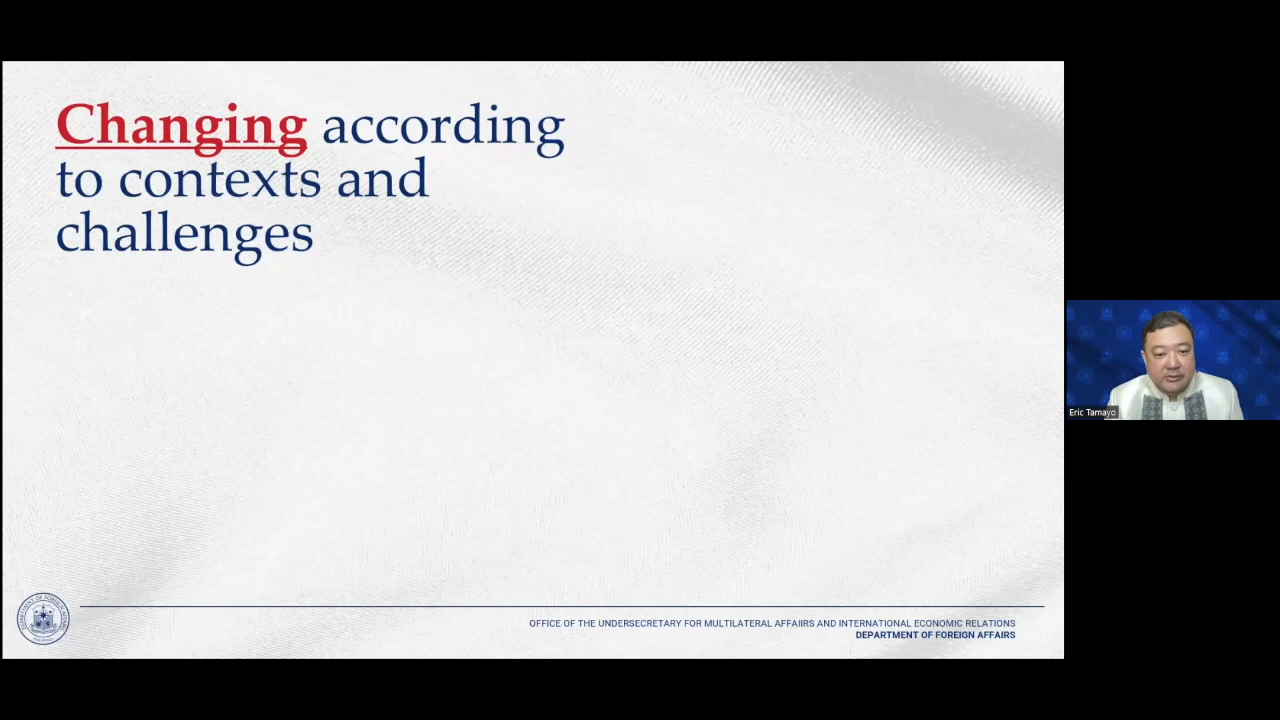 Changing according
to contexts and
challenges
Eric Tamayo
OFFICE OF THE UNDERSECRETARY FOR MULTILATERAL AFFAIIRS AND INTERNATIONAL ECONOMIC RELATIONS
DEPARTMENT OF FOREIGN AFFAIRS